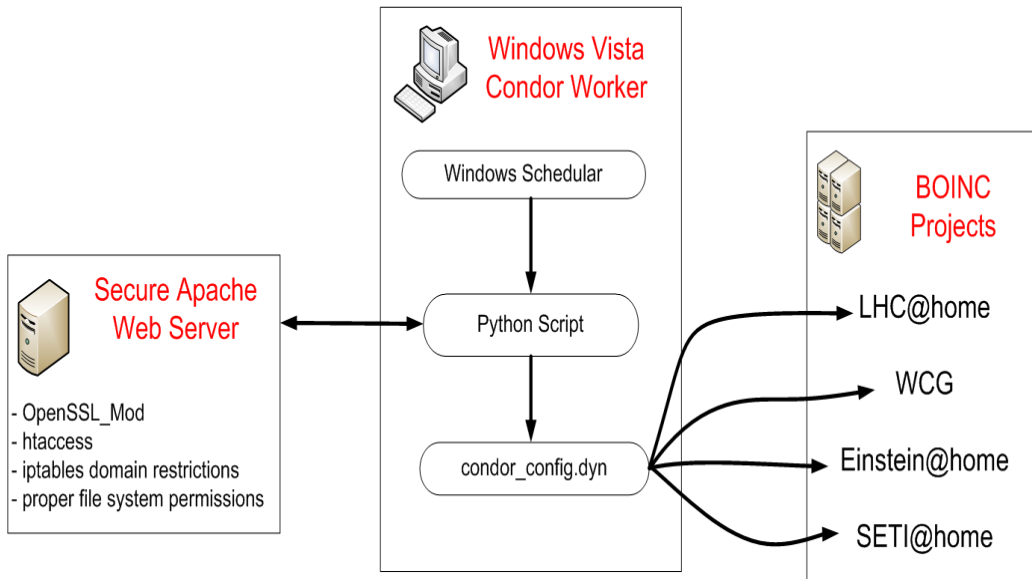 Windows Vista
Condor Worker
Windows Schedular
Python Script
condor_config.dyn
Secure Apache
Web Server
- OpenSSL_Mod
- htaccess
- iptables domain restrictions
- proper file system permissions
BOINC
Projects
LHC@home
WCG
Einstein@home
SETI@home